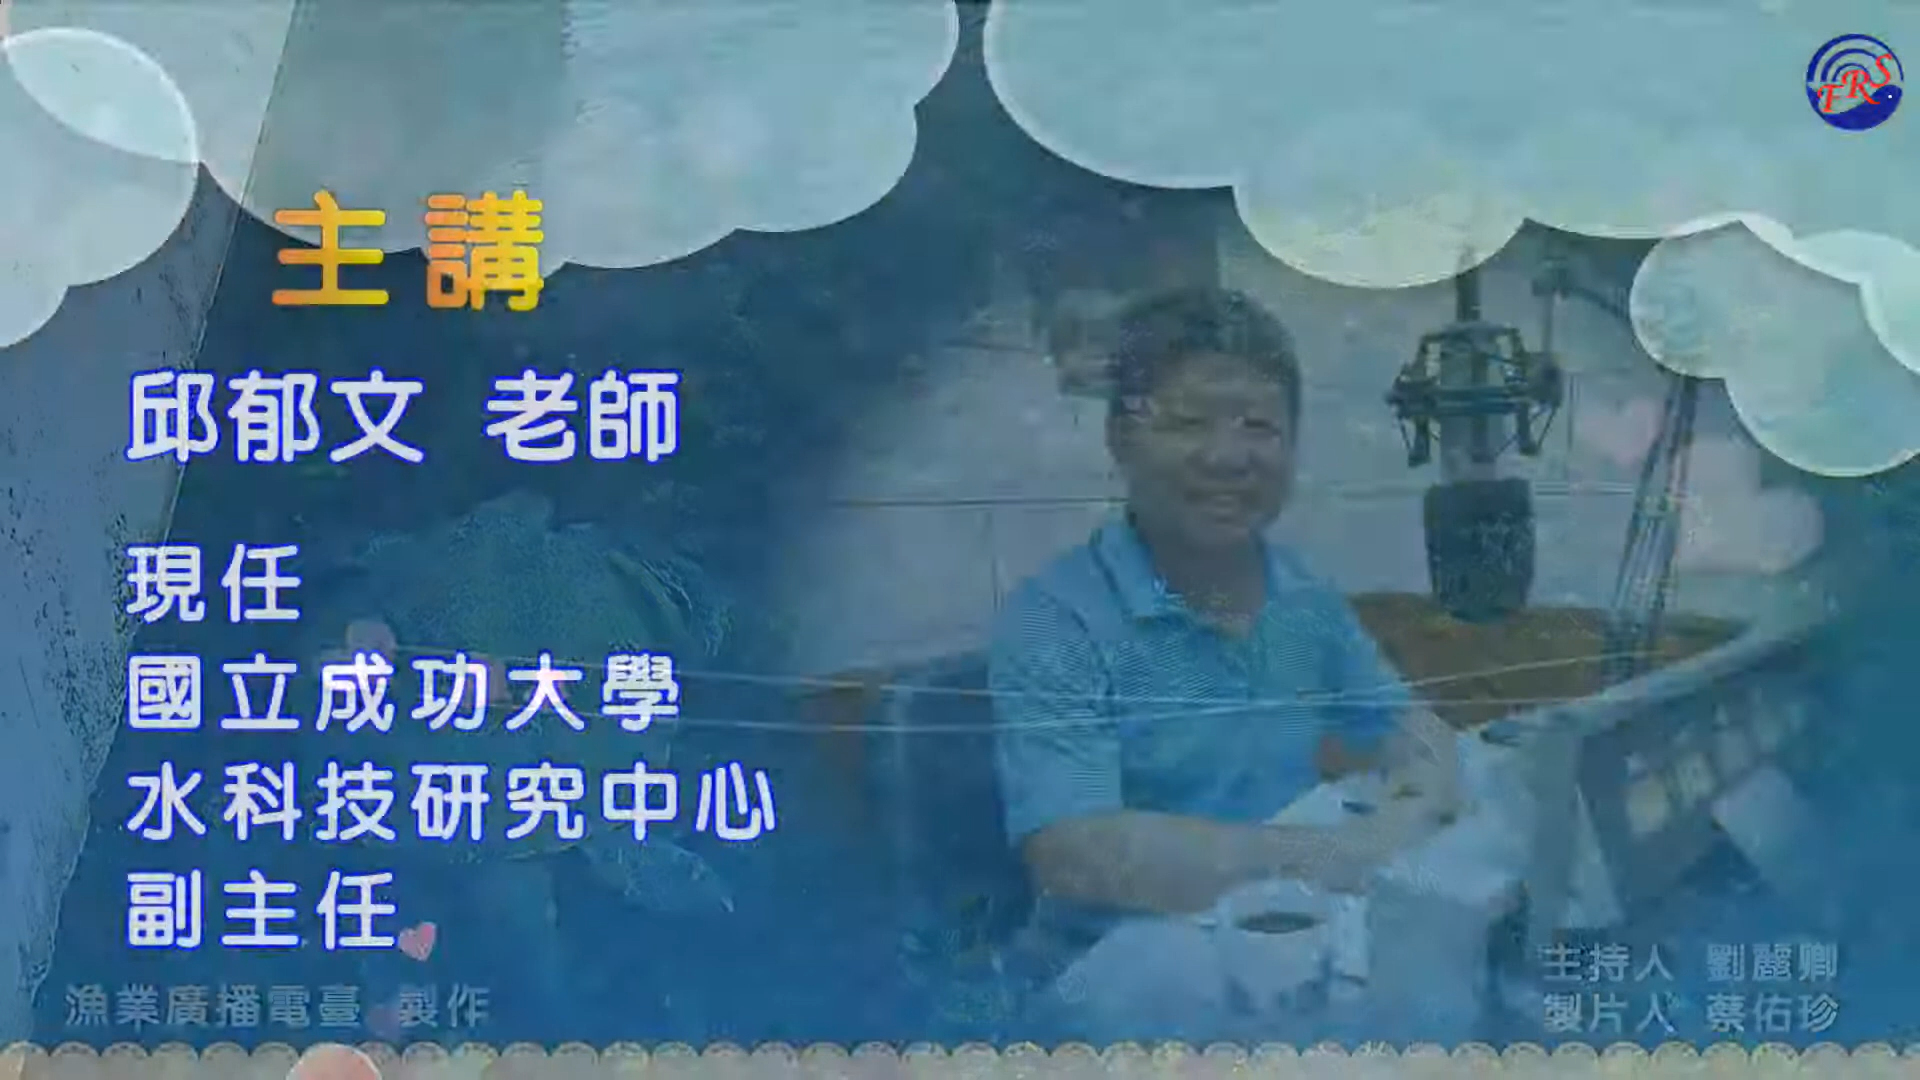 FRS
主講
邱郁文 老師
現任
國立成功大學
水科技研究中心
副主任
漁業廣播電臺 製作
主持人 劉麗卿
製片人 蔡佑珍